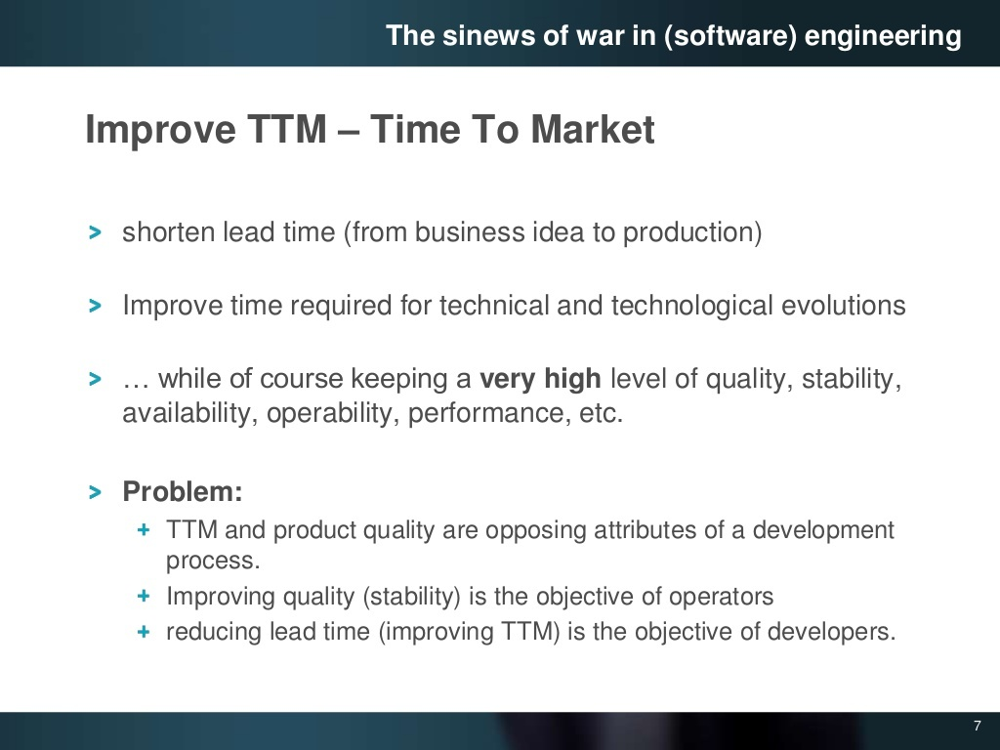 The sinews of war in (software) engineering
Improve TTM – Time To Market
> shorten lead time (from business idea to production)
> Improve time required for technical and technological evolutions
> … while of course keeping a very high level of quality, stability,
availability, operability, performance, etc.
> Problem:
+ TTM and product quality are opposing attributes of a development
process.
+ Improving quality (stability) is the objective of operators
+ reducing lead time (improving TTM) is the objective of developers.
7